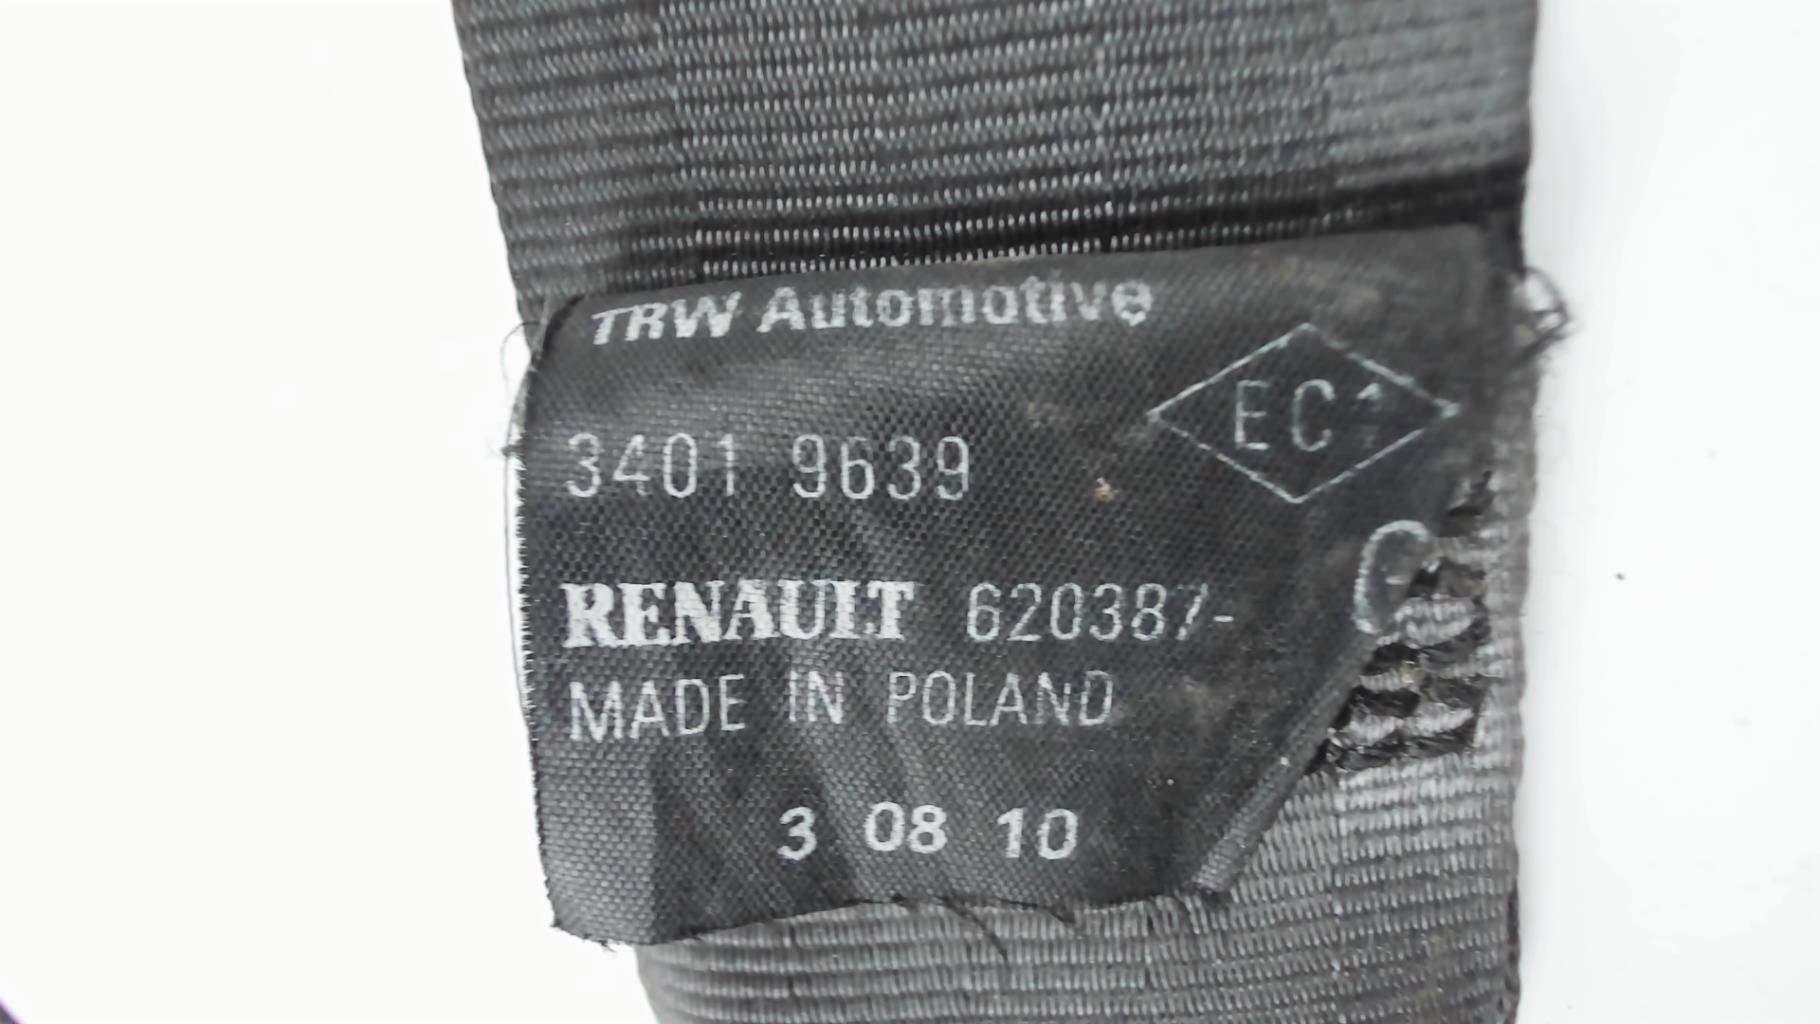 TRW Automotive
EC1
3401 9639
RENAULT 620387-C
MADE IN POLAND
3 08 10